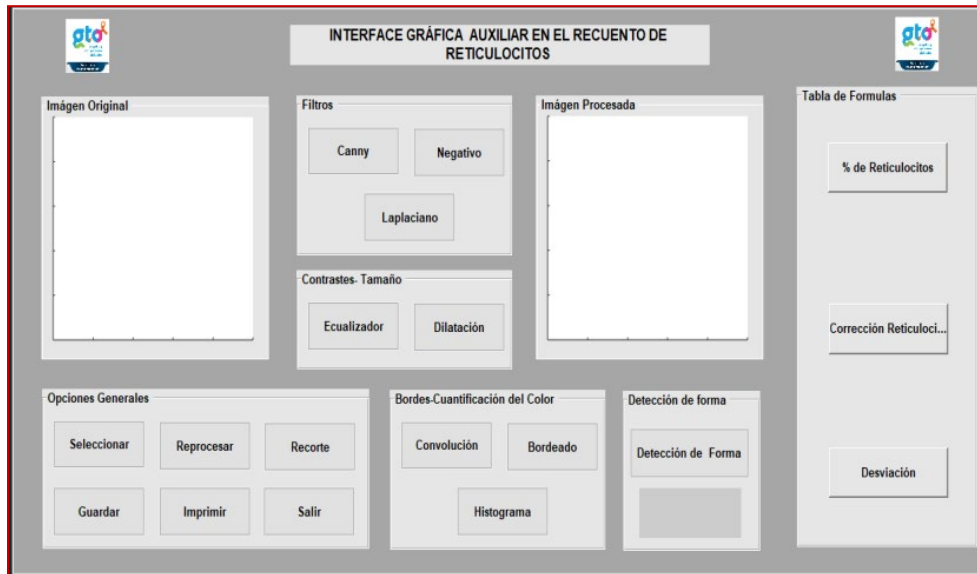 gto
INTERFACE GRÁFICA AUXILIAR EN EL RECUENTO DE
RETICULOCITOS
gto
Imágen Original
Filtros
Canny
Negativo
Laplaciano
Contrastes- Tamaño
Ecualizador
Dilatación
Imágen Procesada
Tabla de Formulas
% de Reticulocitos
Corrección Reticuloci...
Desviación
Opciones Generales
Seleccionar
Reprocesar
Recorte
Guardar
Imprimir
Salir
Bordes-Cuantificación del Color
Convolución
Bordeado
Histograma
Detección de forma
Detección de Forma